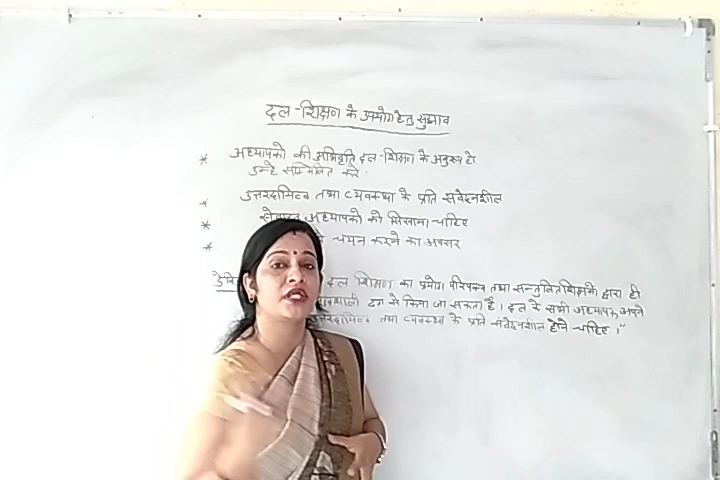 दल-शिक्षण के उपयोग हेतु सुझाव
* अध्यापकों की अभिवृति दल-शिक्षण के अनुरूप हो
उन्हे सम्मिलित करे।
* उत्तरदायित्व तथा व्यवस्था के प्रति संवेदनशील
* सेवारत अध्यापकों को सिखाना चाहिए
* चयन करने का अवसर
दल शिक्षण का प्रयोग परिपक्व तथा सन्तुलित शिक्षकों द्वारा ही
ढंग से किया जा सकता है। दल के सभी अध्यापक अपने
उत्तरदायित्व तथा व्यवस्था के प्रति संवेदनशील होने चाहिए।"